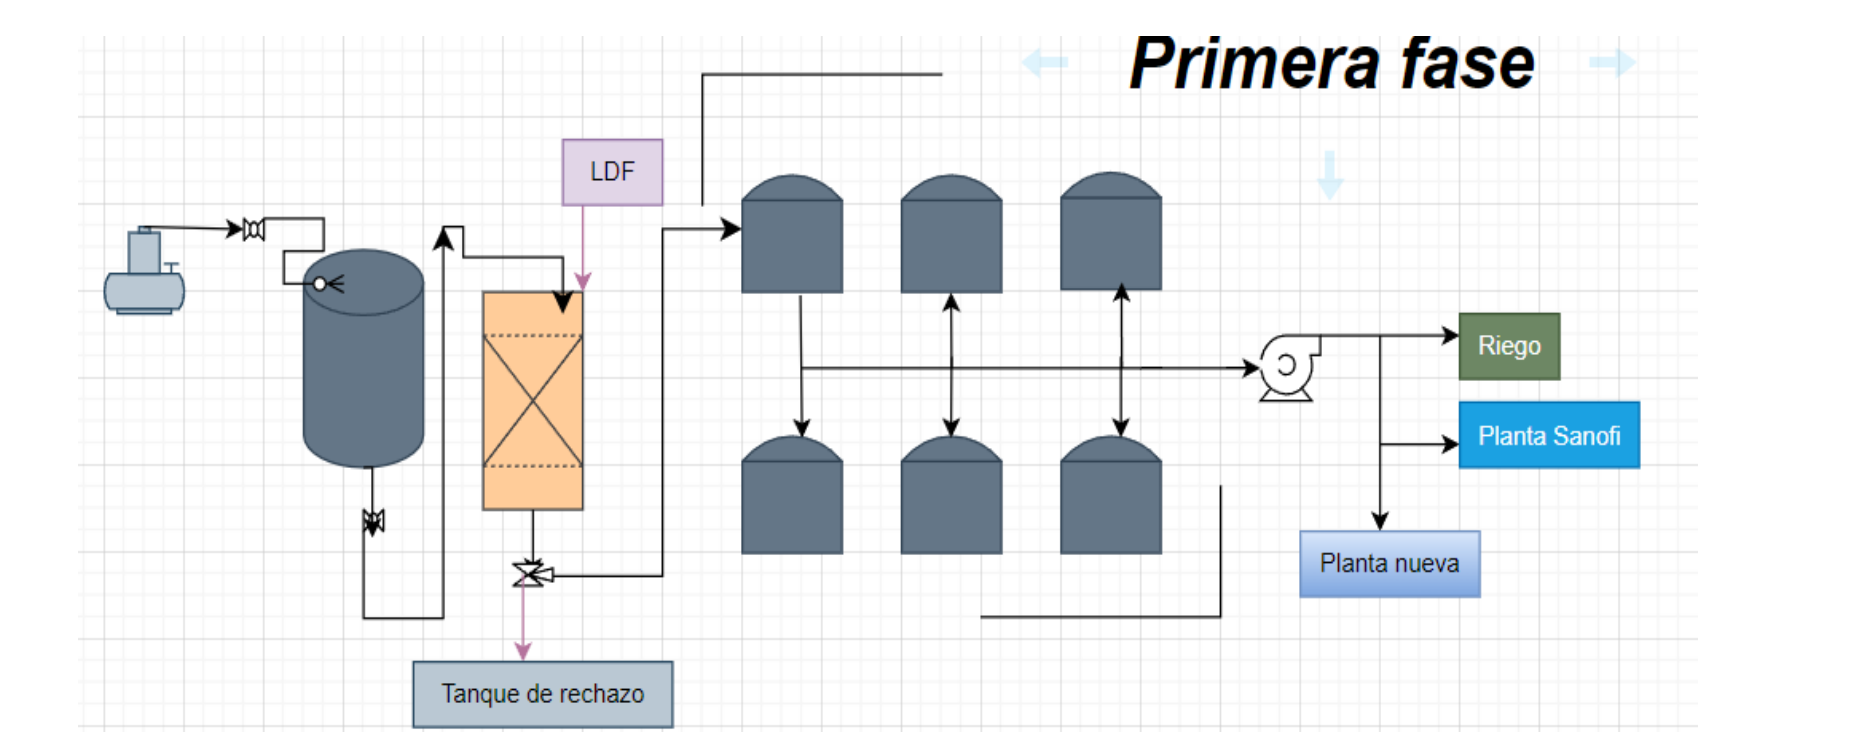 Primera fase
LDF
Riego
Planta Sanofi
Planta nueva
Tanque de rechazo